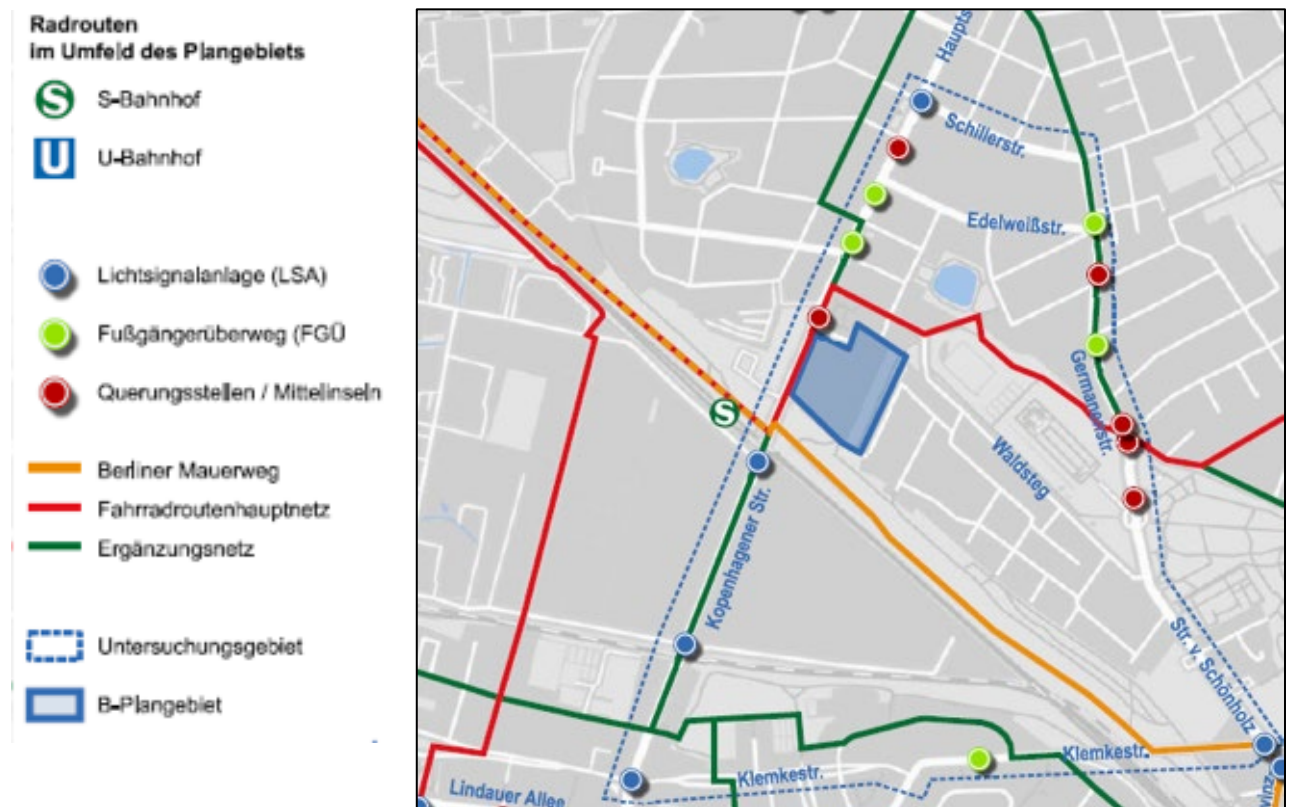 Radrouten
im Umfeld des Plangebiets
S
S-Bahnhof
U
U-Bahnhof
Lichtsignalanlage (LSA)
Fußgängerüberweg (FGÜ
Querungsstellen / Mittelinseln
Berliner Mauerweg
Fahrradroutenhauptnetz
Ergänzungsnetz
Untersuchungsgebiet
B-Plangebiet
Haupts
Schillerstr.
Edelweißstr.
Germanenstr.
S
Waldsteg
Kopenhagener Str.
Str. v. Schönholz
Klemkestr.
Klemkestr.
Lindauer Allee